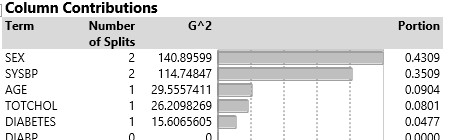 Column Contributions
Term Number of Splits G^2 Portion
SEX 2 140.89599 0.4309
SYSBP 2 114.74847 0.3509
AGE 1 29.5557411 0.0904
TOTCHOL 1 26.2098269 0.0801
DIABETES 1 15.6065605 0.0477
DIABP 0 0 0.0000